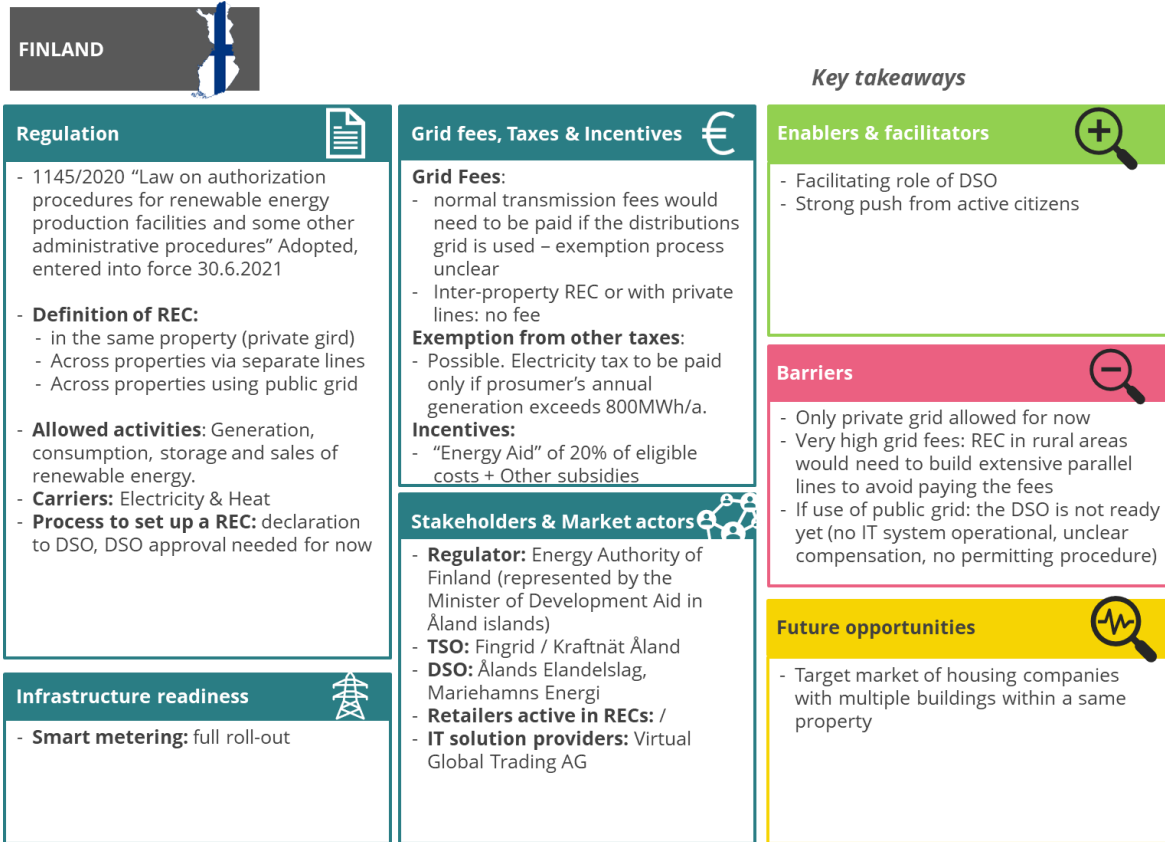 FINLAND
Key takeaways
Regulation
- 1145/2020 “Law on authorization
procedures for renewable energy
production facilities and some other
administrative procedures” Adopted,
entered into force 30.6.2021
- Definition of REC:
- in the same property (private gird)
- Across properties via separate lines
- Across properties using public grid
- Allowed activities: Generation,
consumption, storage and sales of
renewable energy.
- Carriers: Electricity & Heat
- Process to set up a REC: declaration
to DSO, DSO approval needed for now
Infrastructure readiness
- Smart metering: full roll-out
Grid fees, Taxes & Incentives €
Grid Fees:
- normal transmission fees would
need to be paid if the distributions
grid is used – exemption process
unclear
- Inter-property REC or with private
lines: no fee
Exemption from other taxes:
- Possible. Electricity tax to be paid
only if prosumer’s annual
generation exceeds 800MWh/a.
Incentives:
- “Energy Aid” of 20% of eligible
costs + Other subsidies
Stakeholders & Market actors
- Regulator: Energy Authority of
Finland (represented by the
Minister of Development Aid in
Åland islands)
- TSO: Fingrid / Kraftnät Åland
- DSO: Ålands Elandelslag,
Mariehamns Energi
- Retailers active in RECs: /
- IT solution providers: Virtual
Global Trading AG
Enablers & facilitators
- Facilitating role of DSO
- Strong push from active citizens
Barriers
- Only private grid allowed for now
- Very high grid fees: REC in rural areas
would need to build extensive parallel
lines to avoid paying the fees
- If use of public grid: the DSO is not ready
yet (no IT system operational, unclear
compensation, no permitting procedure)
Future opportunities
- Target market of housing companies
with multiple buildings within a same
property